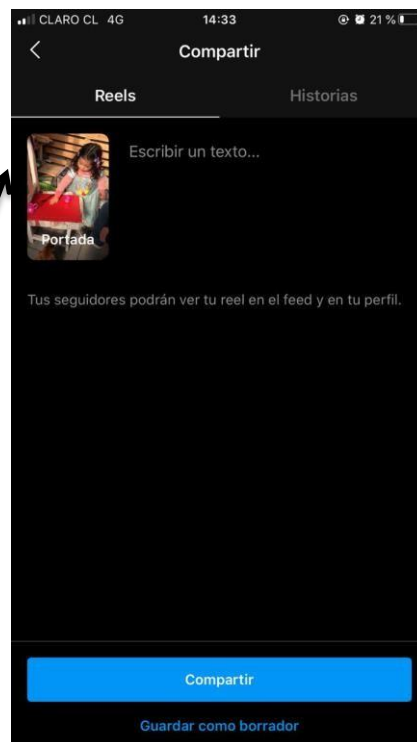 CLARO CL 4G 14:33 21 %
Compartir
Reels Historias
Escribir un texto...
Portada
Tus seguidores podrán ver tu reel en el feed y en tu perfil.
Compartir
Guardar como borrador